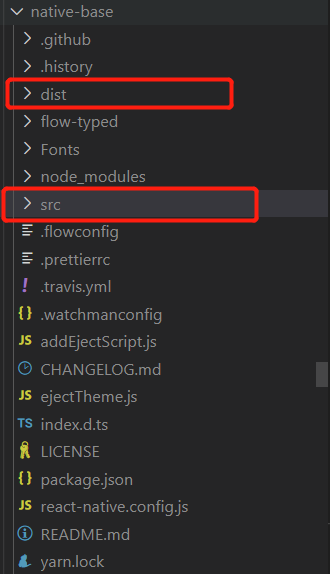 native-base
.github
.history
dist
flow-typed
Fonts
node_modules
src
.flowconfig
.prettierrc
.travis.yml
.watchmanconfig
addEjectScript.js
CHANGELOG.md
ejectTheme.js
index.d.ts
LICENSE
package.json
react-native.config.js
README.md
yarn.lock